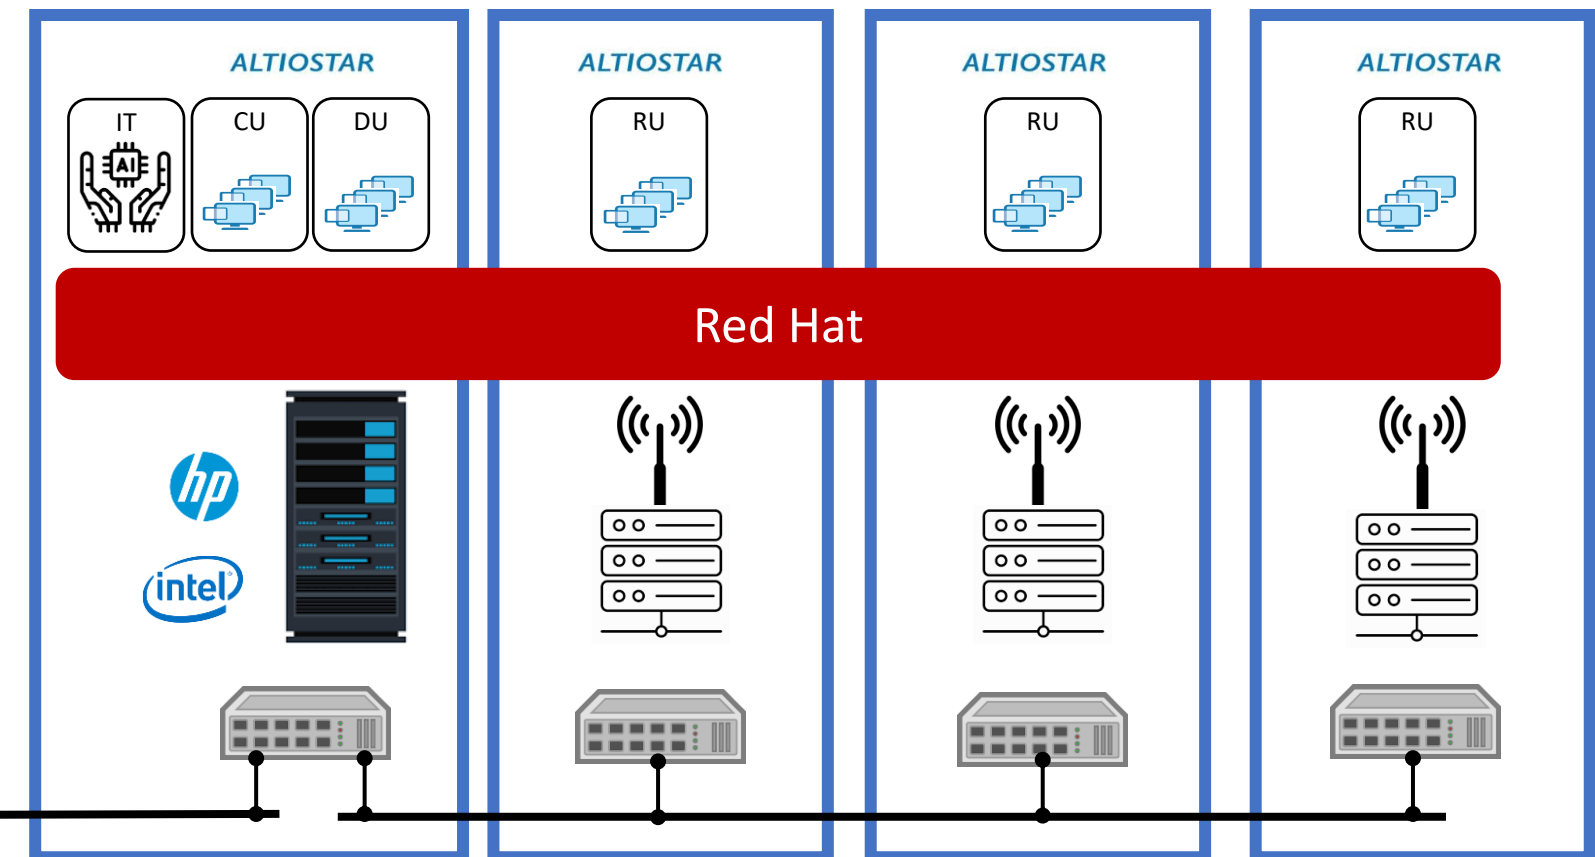 ALTIOSTAR
ALTIOSTAR
ALTIOSTAR
ALTIOSTAR
IT
CU
DU
RU
RU
RU
AI
Red Hat
hp
intel